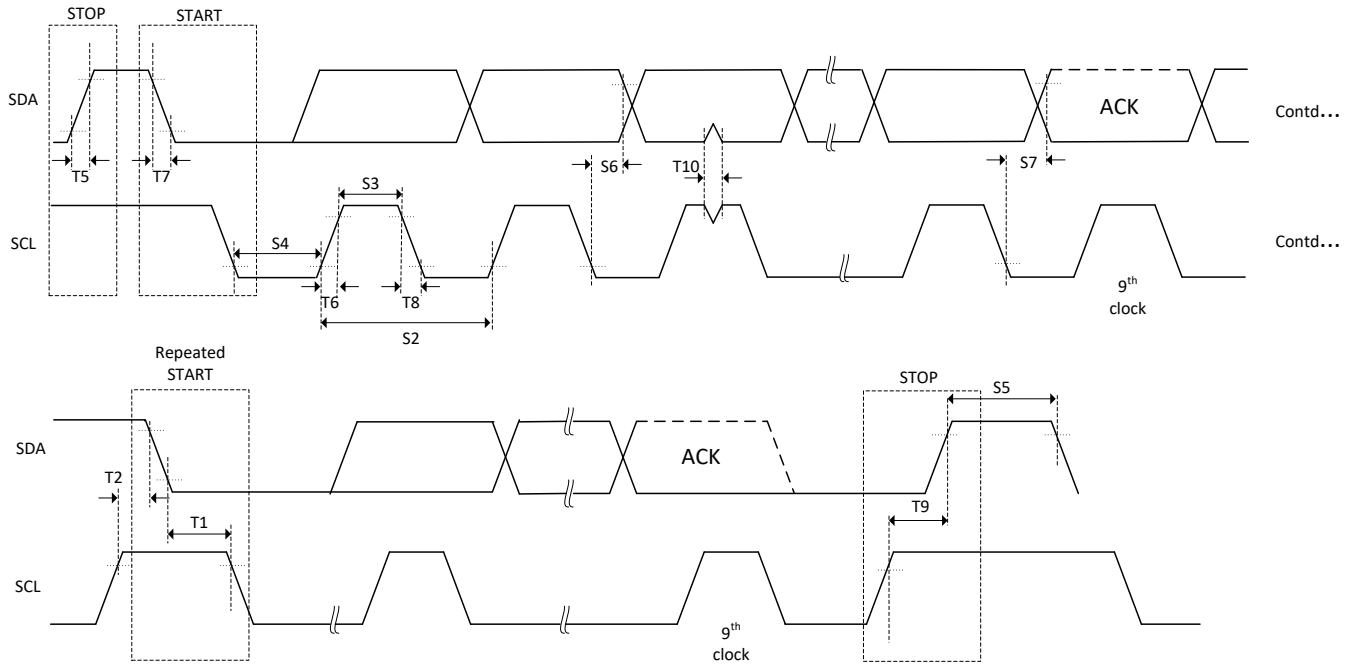 STOP
START
SDA
ACK
Contd...
T5
T7
S6
T10
S7
S3
SCL
S4
Contd...
T6
T8
9th
clock
S2
Repeated
START
STOP
S5
SDA
T2
ACK
T1
T9
SCL
9th
clock